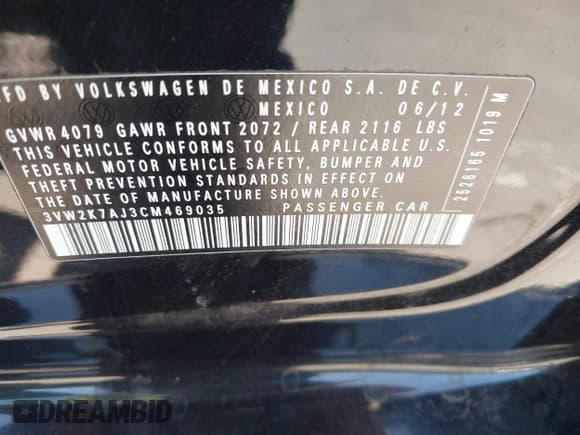 MFD BY VOLKSWAGEN DE MEXICO S.A. DE C.V.
MEXICO 06/12
GVWR 4079 GAWR FRONT 2072 / REAR 2116 LBS
THIS VEHICLE CONFORMS TO ALL APPLICABLE U.S.
FEDERAL MOTOR VEHICLE SAFETY, BUMPER AND
THEFT PREVENTION STANDARDS IN EFFECT ON
THE DATE OF MANUFACTURE SHOWN ABOVE.
3VW2K7AJ3CM469035 PASSENGER CAR
2526165 1019 M
DREAMBID